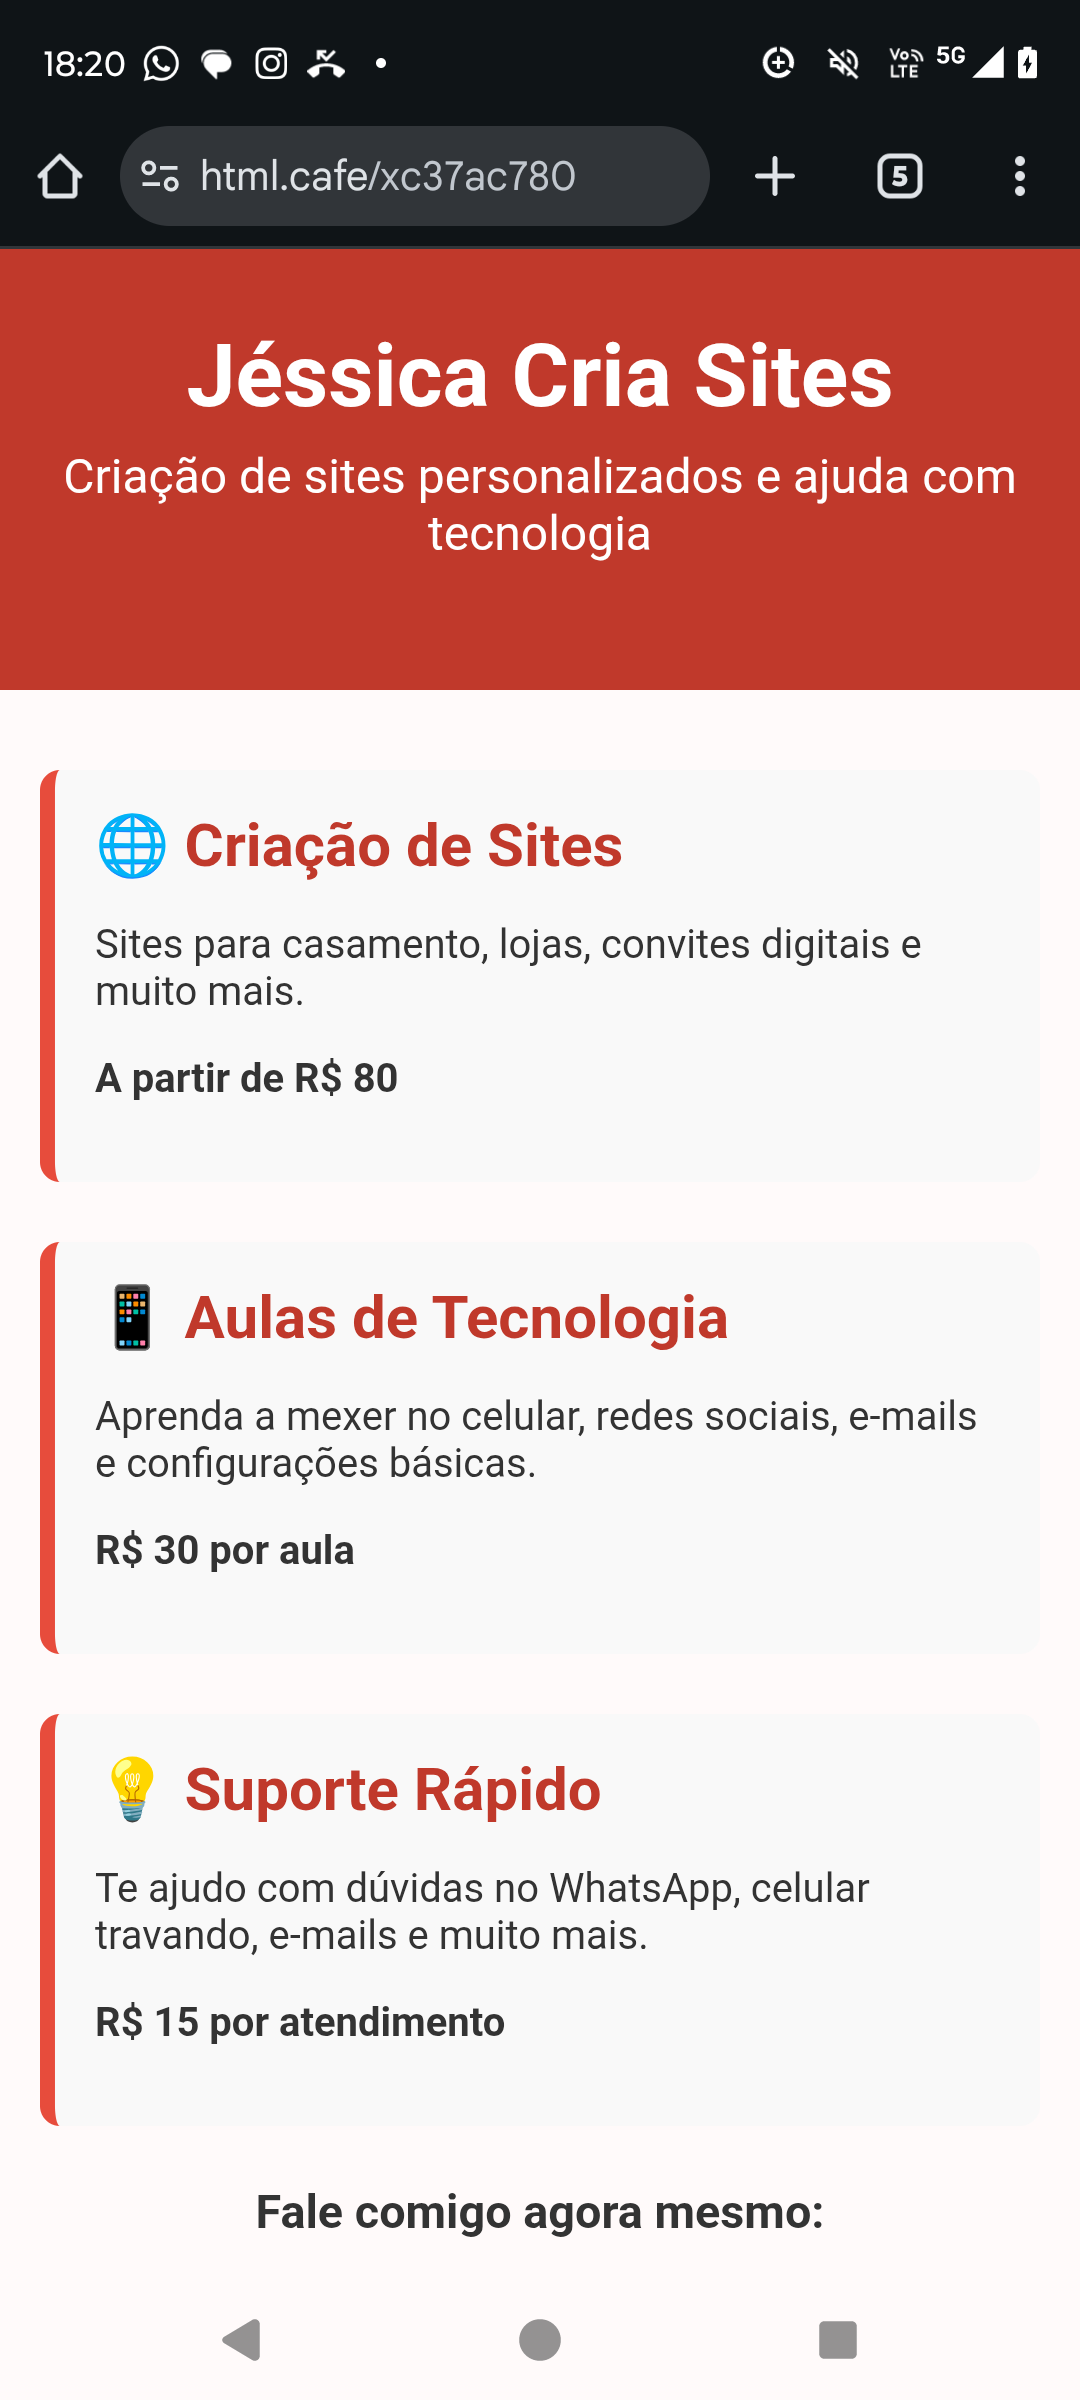 18:20
Vo LTE 5G
html.cafe/xc37ac780
5
Jéssica Cria Sites
Criação de sites personalizados e ajuda com
tecnologia
Criação de Sites
Sites para casamento, lojas, convites digitais e
muito mais.
A partir de R$ 80
Aulas de Tecnologia
Aprenda a mexer no celular, redes sociais, e-mails
e configurações básicas.
R$ 30 por aula
Suporte Rápido
Te ajudo com dúvidas no WhatsApp, celular
travando, e-mails e muito mais.
R$ 15 por atendimento
Fale comigo agora mesmo: